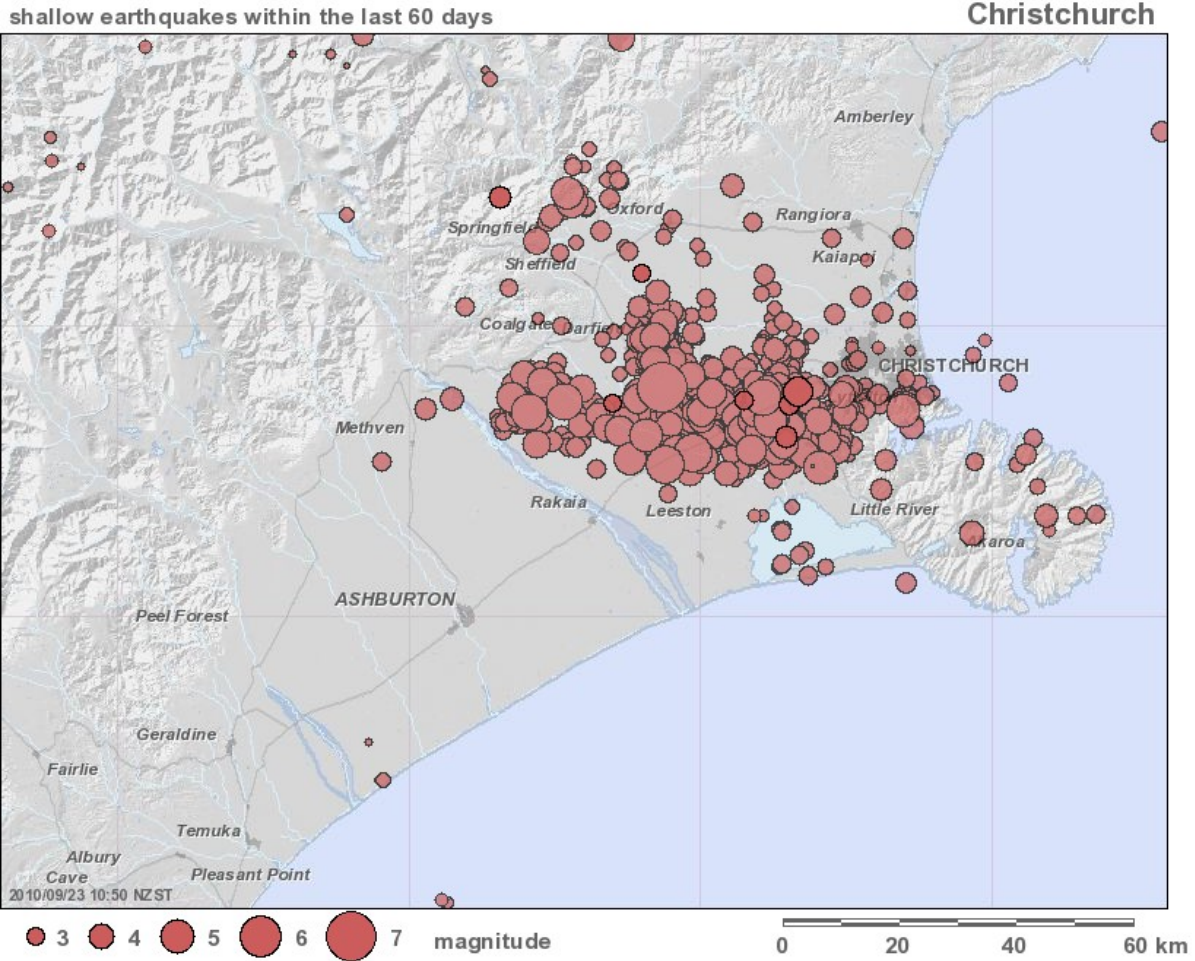 shallow earthquakes within the last 60 days
Christchurch
Amberley
Oxford
Rangiora
Springfield
Kaiapoi
Sheffield
Coalgate
Darfield
CHRISTCHURCH
Methven
Rakaia
Leeston
Little River
Akaroa
ASHBURTON
Peel Forest
Geraldine
Fairlie
Temuka
Albury
Cave
Pleasant Point
2010/09/23 10:50 NZST
3 4 5 6 7 magnitude
0 20 40 60 km